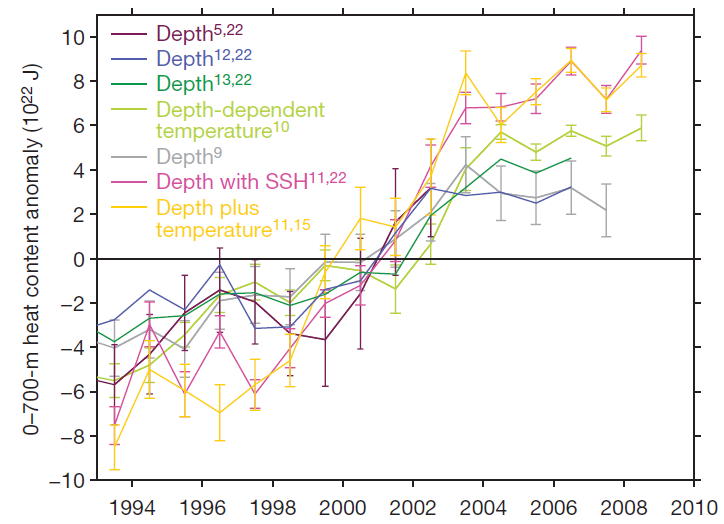 0–700-m heat content anomaly (10²² J)
10
8
6
4
2
0
−2
−4
−6
−8
−10
Depth⁵,²²
Depth¹²,²²
Depth¹³,²²
Depth-dependent
temperature¹⁰
Depth⁹
Depth with SSH¹¹,²²
Depth plus
temperature¹¹,¹⁵
1994 1996 1998 2000 2002 2004 2006 2008 2010